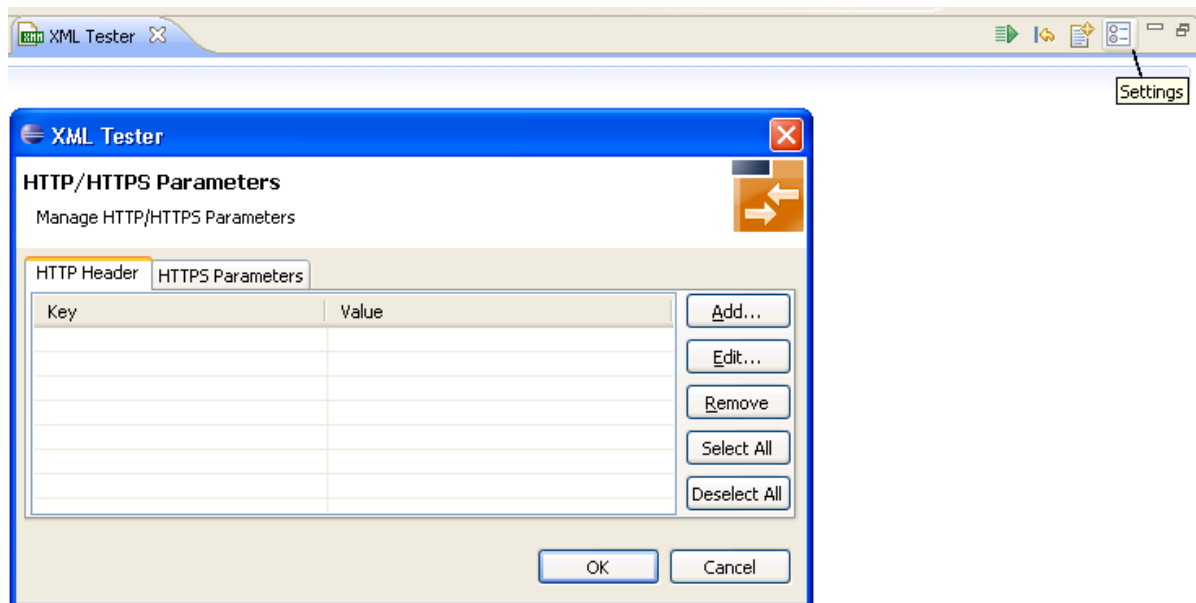 XML Tester
Settings
XML Tester
HTTP/HTTPS Parameters
Manage HTTP/HTTPS Parameters
HTTP Header HTTPS Parameters
Key Value
Add...
Edit...
Remove
Select All
Deselect All
OK Cancel